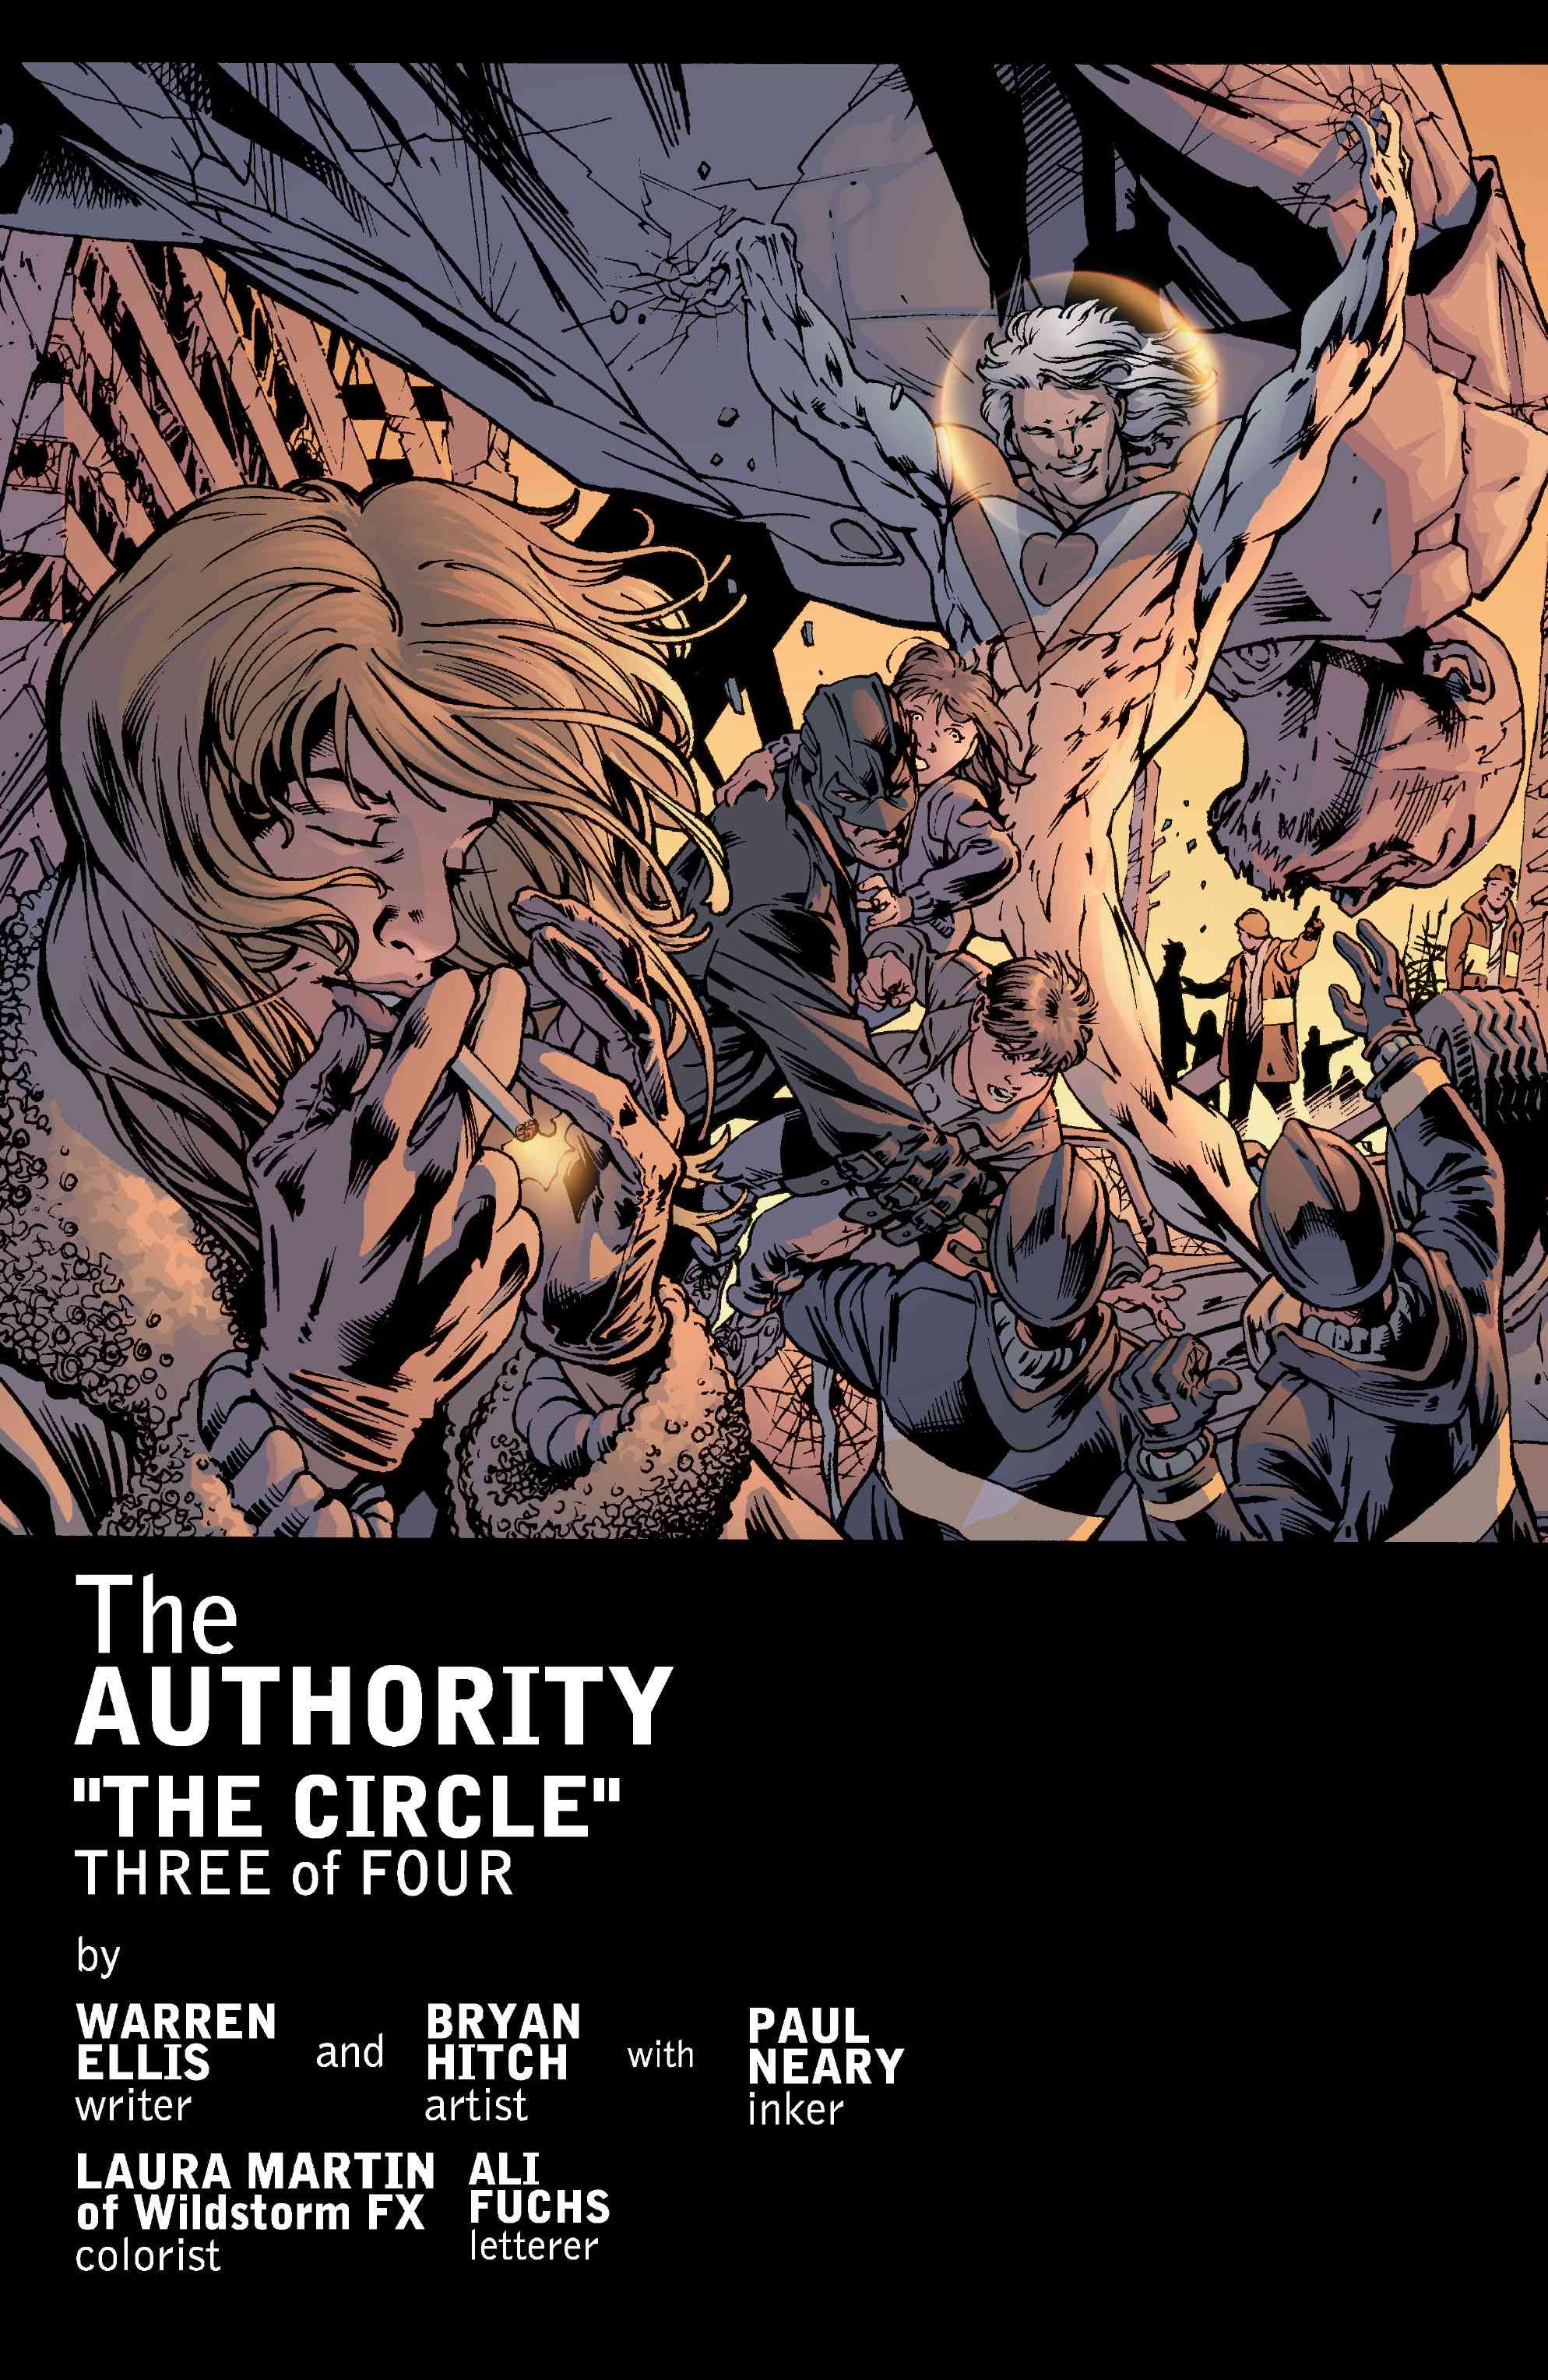 The
AUTHORITY
"THE CIRCLE"
THREE of FOUR
by
WARREN
ELLIS
writer
and
BRYAN
HITCH
artist
with
PAUL
NEARY
inker
LAURA MARTIN
of Wildstorm FX
colorist
ALI
FUCHS
letterer